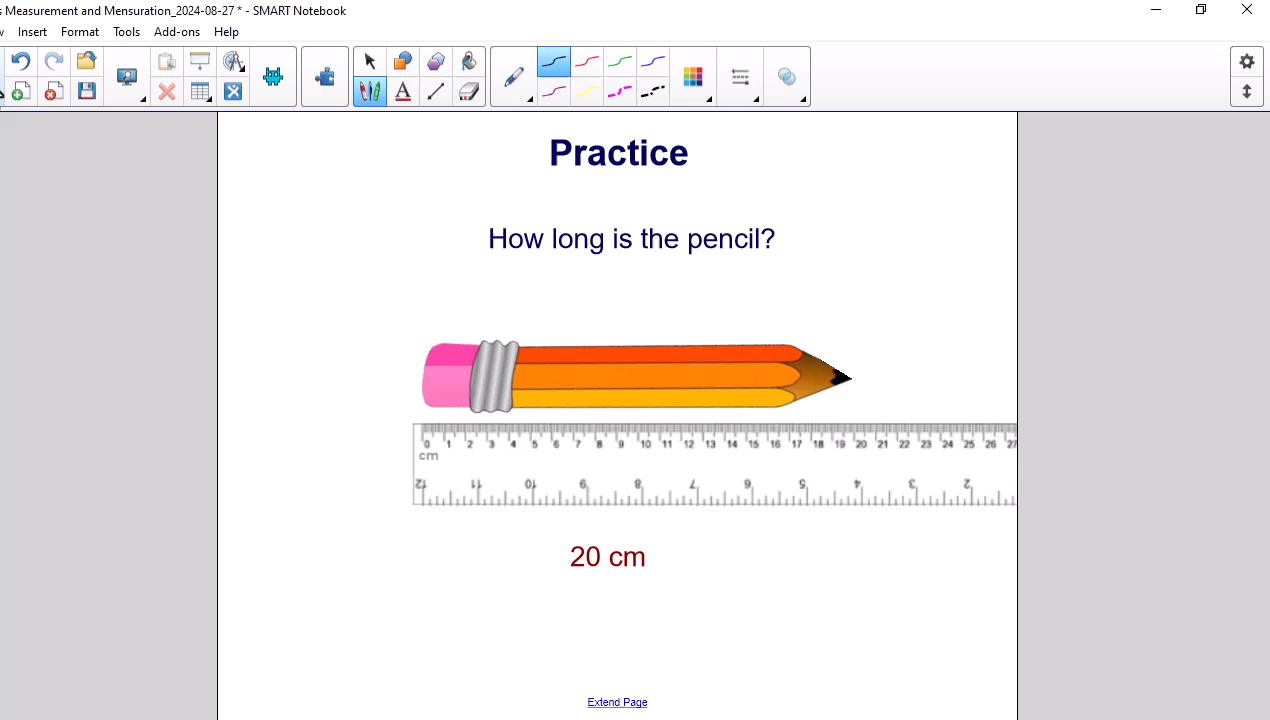 s Measurement and Mensuration_2024-08-27 * - SMART Notebook
w Insert Format Tools Add-ons Help
Practice
How long is the pencil?
0 1 2 3 4 5 6 7 8 9 10 11 12 13 14 15 16 17 18 19 20 21 22 23 24 25 26 27
cm
12 11 10 9 8 7 6 5 4 3 2
20 cm
Extend Page